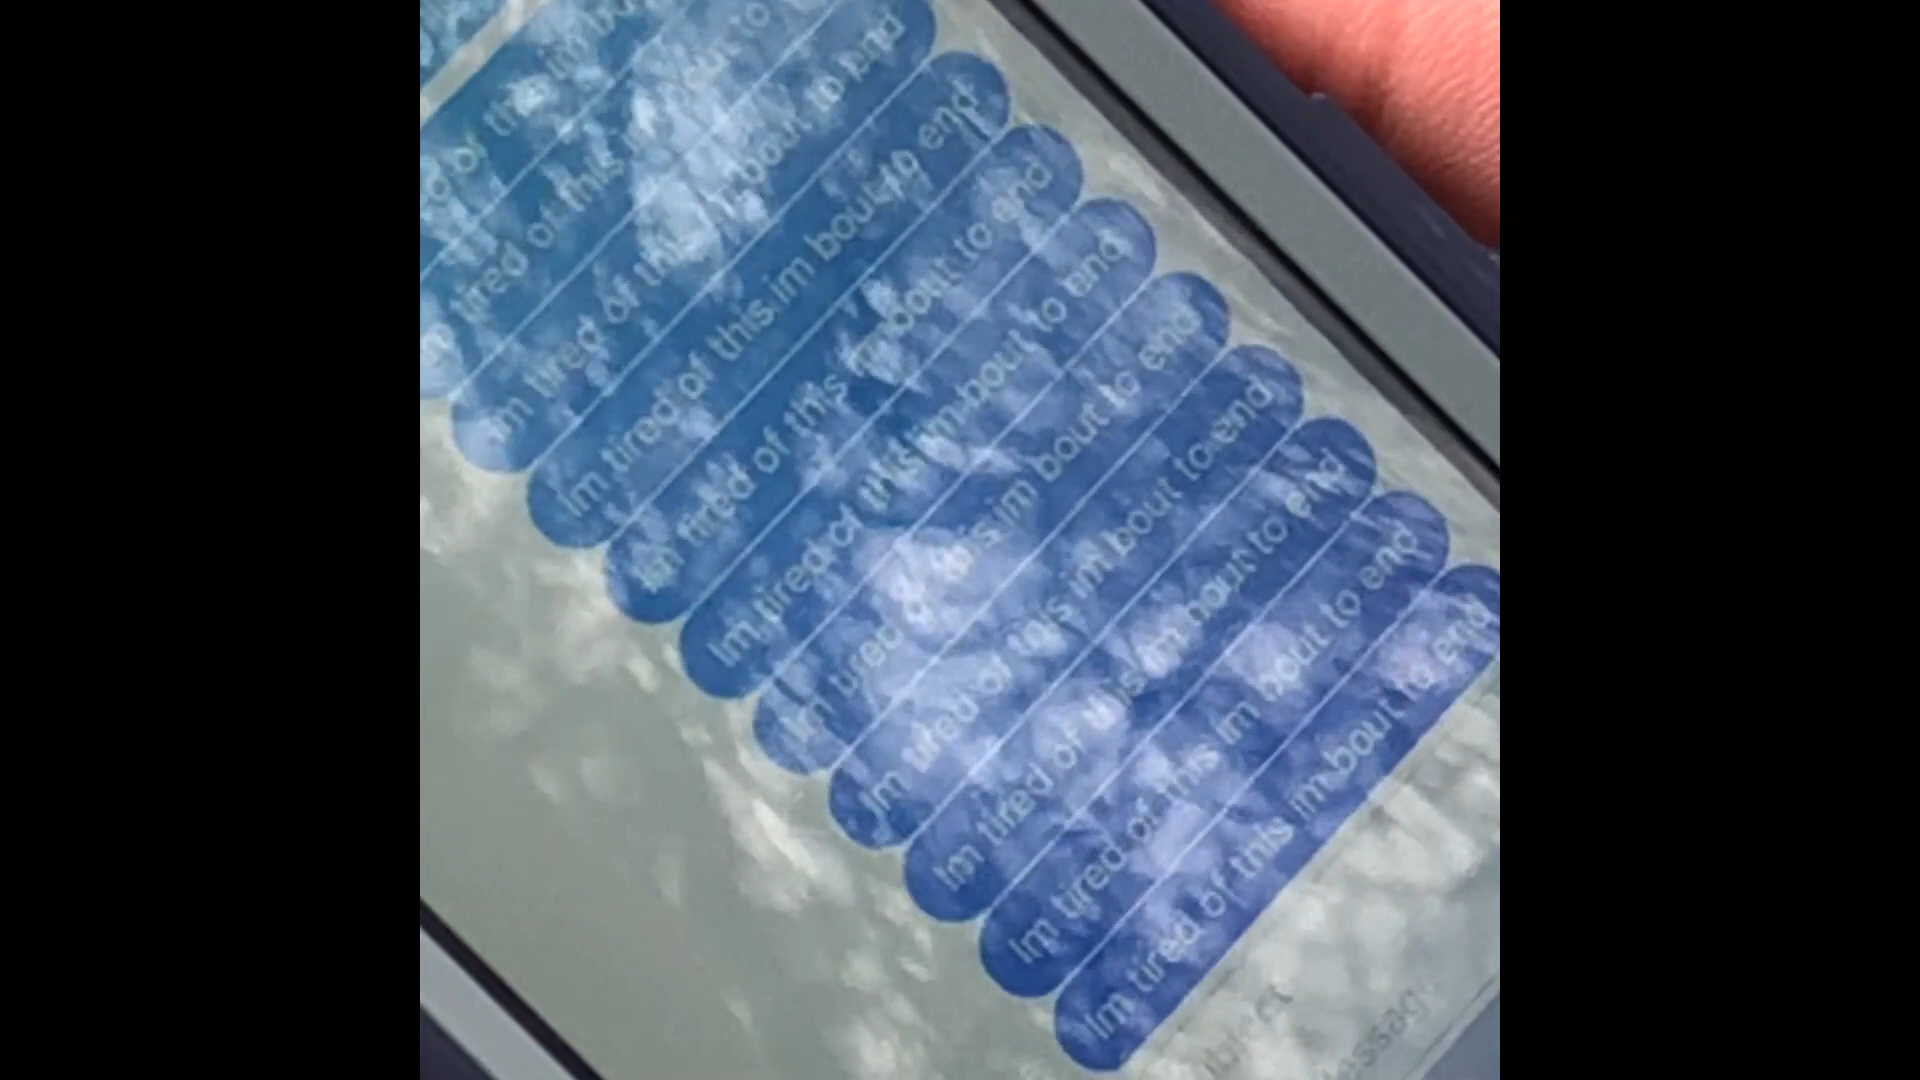 of this im
tired of this out to
Im tired of this bout to end
Im tired of this im bout to end
Im tired of this im bout to end
Im tired of this im bout to end
Im tired this im bout to end
Im tired of this im bout to end
Im tired of this im bout to end
Im tired of this im bout to end
Im tired of this im bout to end
ubject
essag